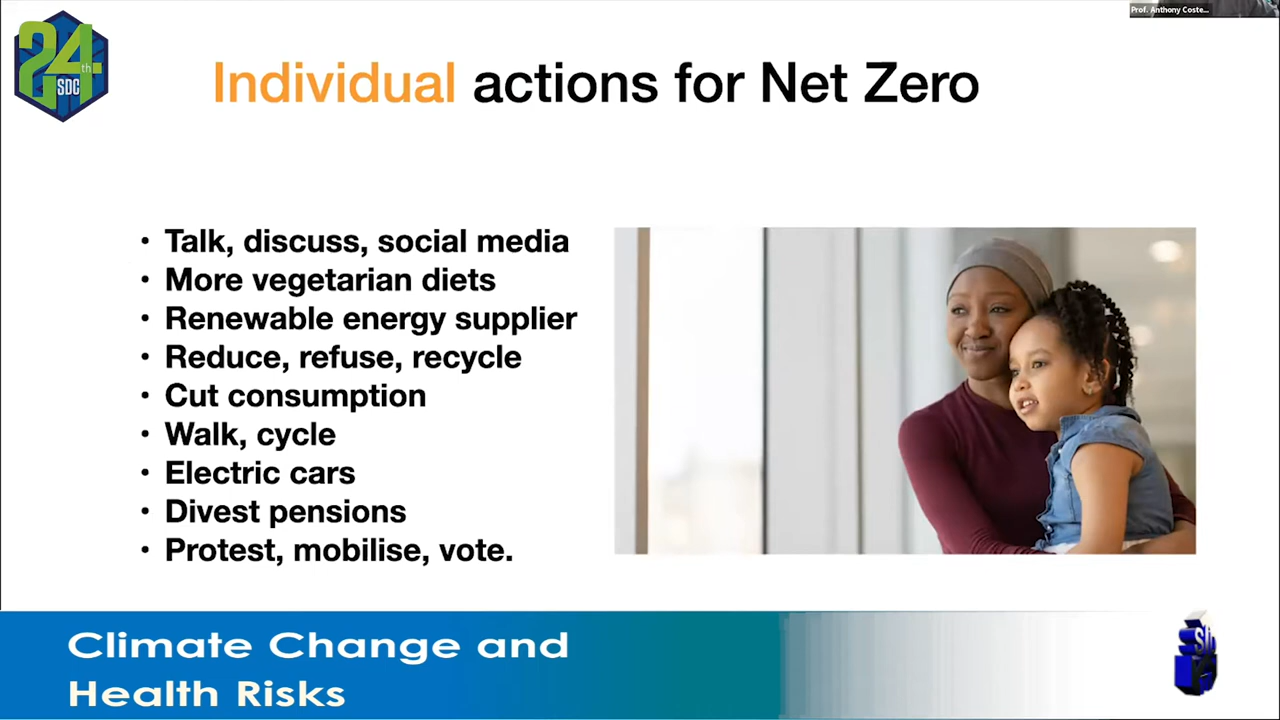 24th
SDC
Prof. Anthony Coste...
Individual actions for Net Zero
• Talk, discuss, social media
• More vegetarian diets
• Renewable energy supplier
• Reduce, refuse, recycle
• Cut consumption
• Walk, cycle
• Electric cars
• Divest pensions
• Protest, mobilise, vote.
Climate Change and
Health Risks